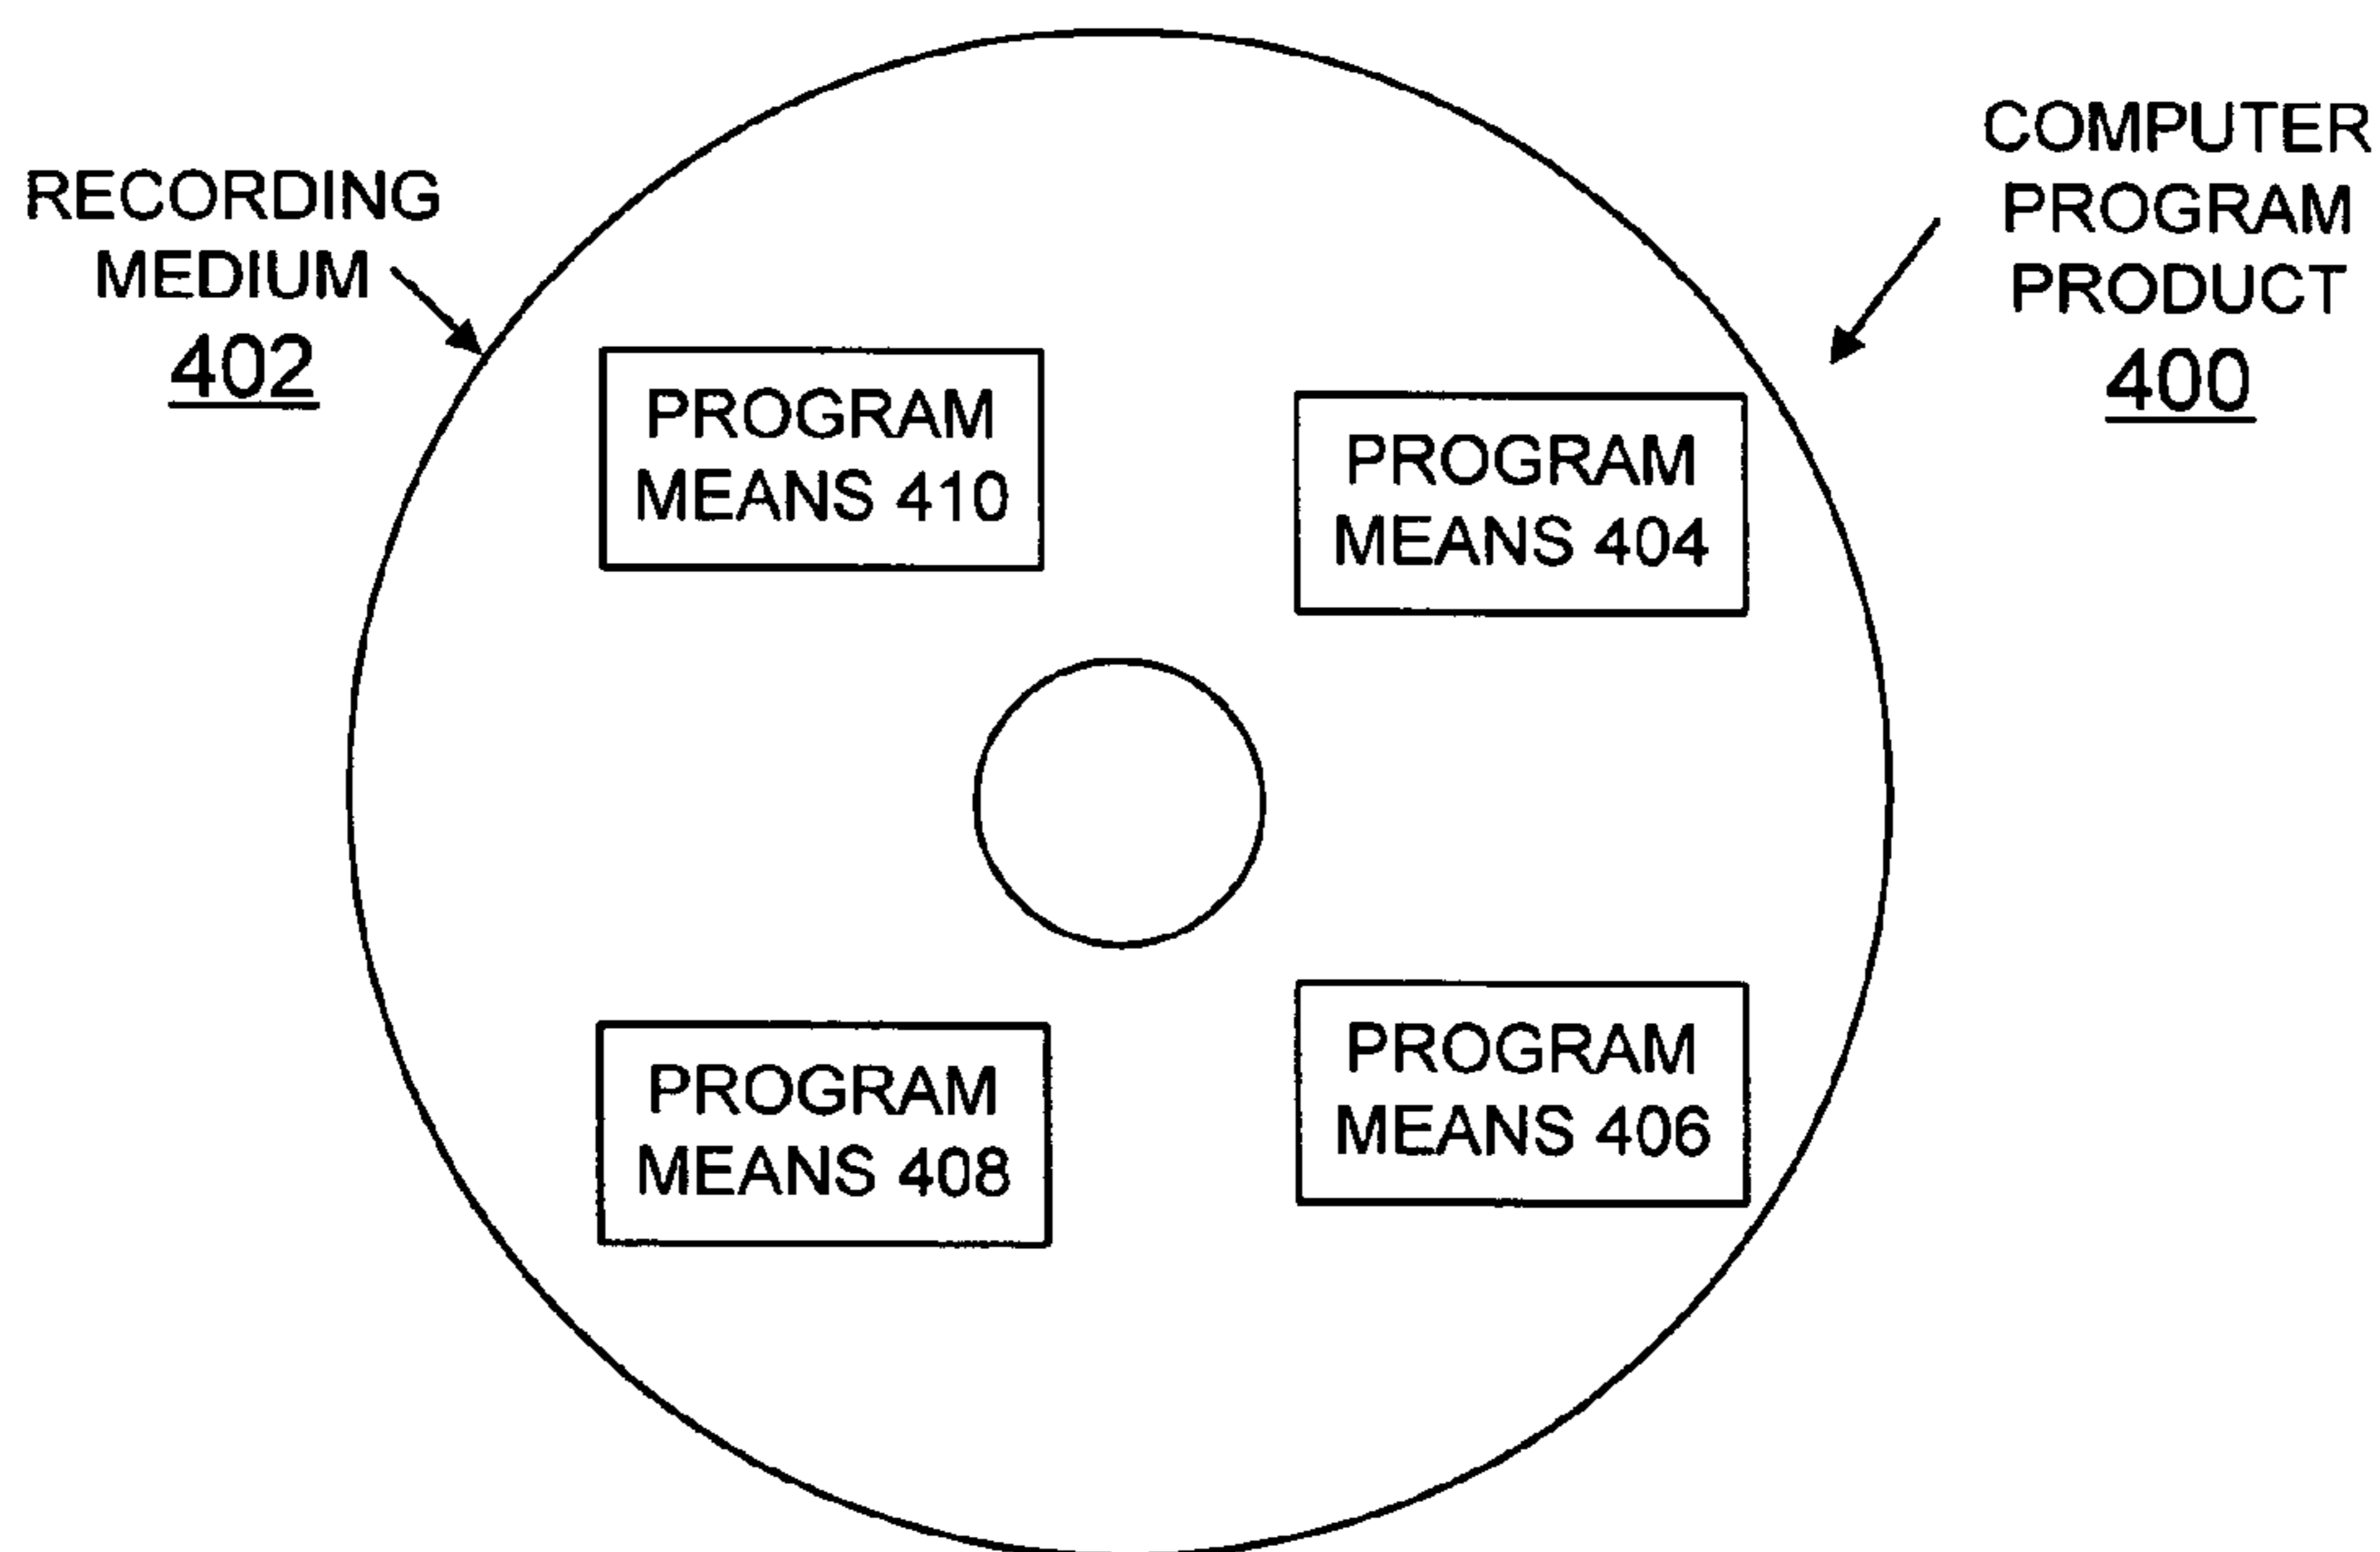 RECORDING
MEDIUM
402
COMPUTER
PROGRAM
PRODUCT
400
PROGRAM
MEANS 410
PROGRAM
MEANS 404
PROGRAM
MEANS 408
PROGRAM
MEANS 406